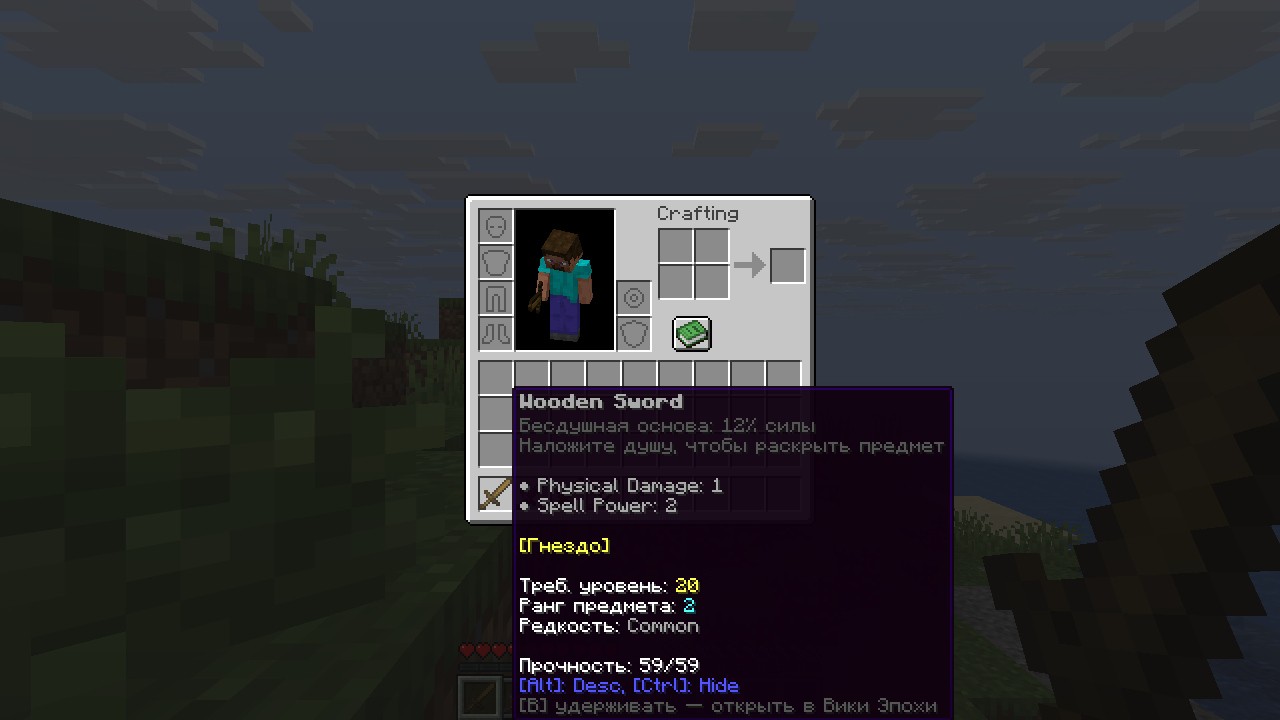 Crafting
Wooden Sword
Бесдушная основа: 12% силы
Наложите душу, чтобы раскрыть предмет
• Physical Damage: 1
• Spell Power: 2
[Гнездо]
Треб. уровень: 20
Ранг предмета: 2
Редкость: Common
Прочность: 59/59
[Alt]: Desc, [Ctrl]: Hide
[B] удерживать — открыть в Вики Эпохи